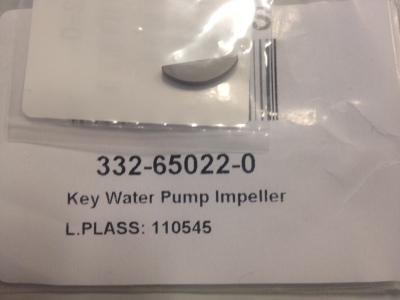 332-65022-0
Key Water Pump Impeller
L.PLASS: 110545